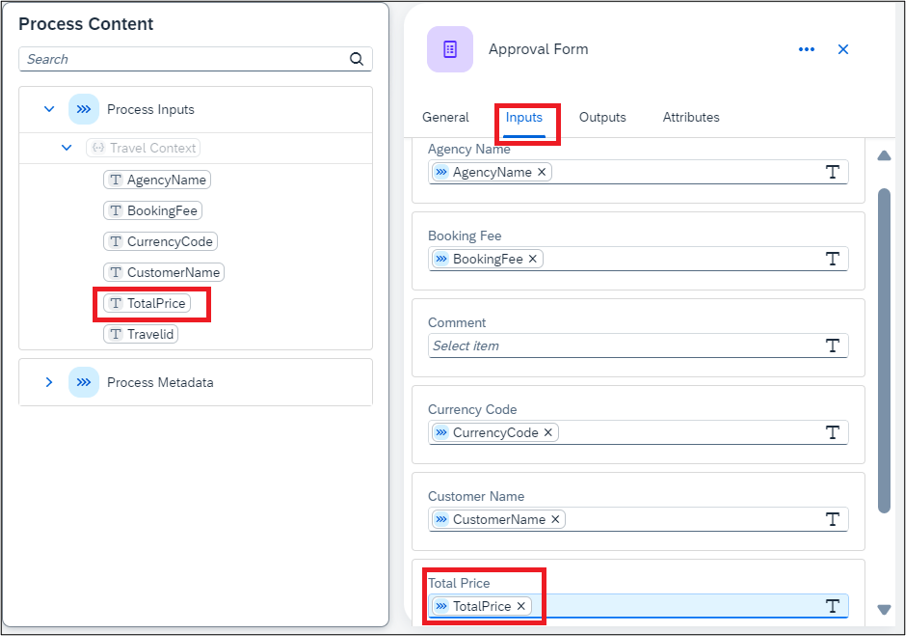 Process Content
Search
Process Inputs
Travel Context
AgencyName
BookingFee
CurrencyCode
CustomerName
TotalPrice
Travelid
Process Metadata
Approval Form
General Inputs Outputs Attributes
Agency Name
AgencyName
Booking Fee
BookingFee
Comment
Select item
Currency Code
CurrencyCode
Customer Name
CustomerName
Total Price
TotalPrice